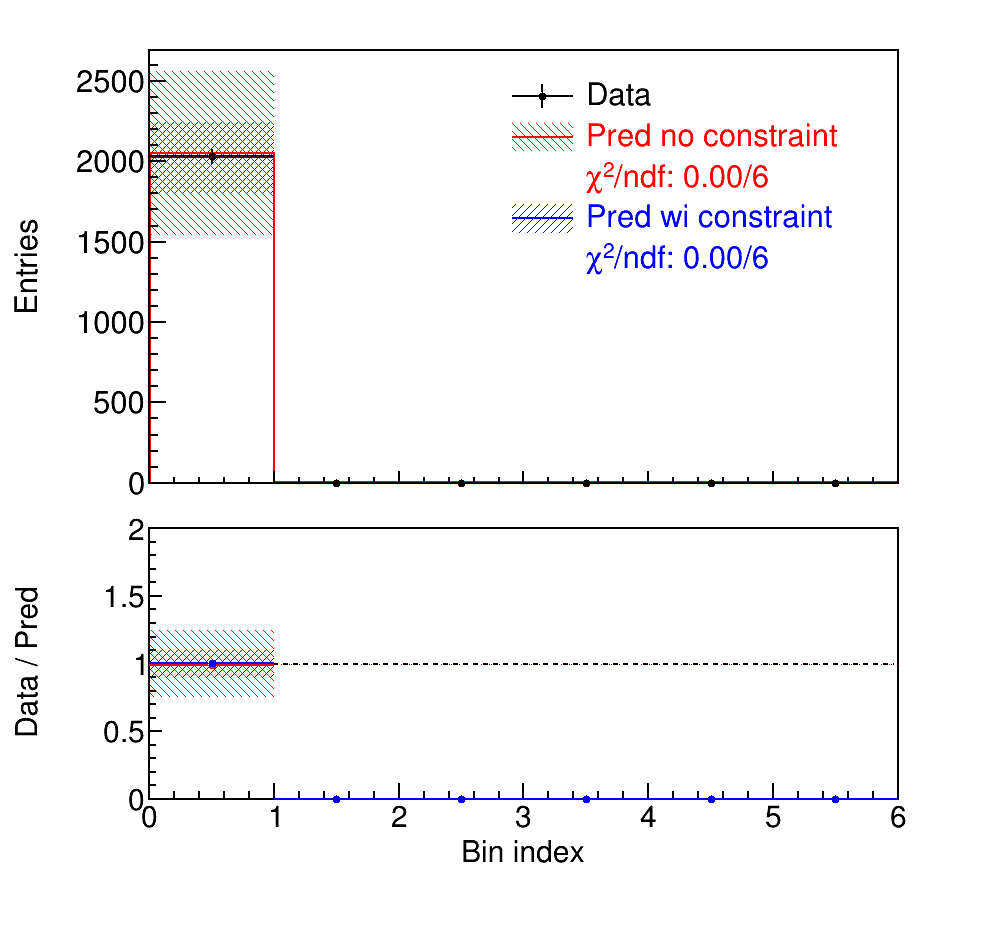 2500
2000
1500
1000
500
0
Entries
Data
Pred no constraint
χ²/ndf: 0.00/6
Pred wi constraint
χ²/ndf: 0.00/6
2
1.5
1
0.5
0
Data / Pred
0 1 2 3 4 5 6
Bin index